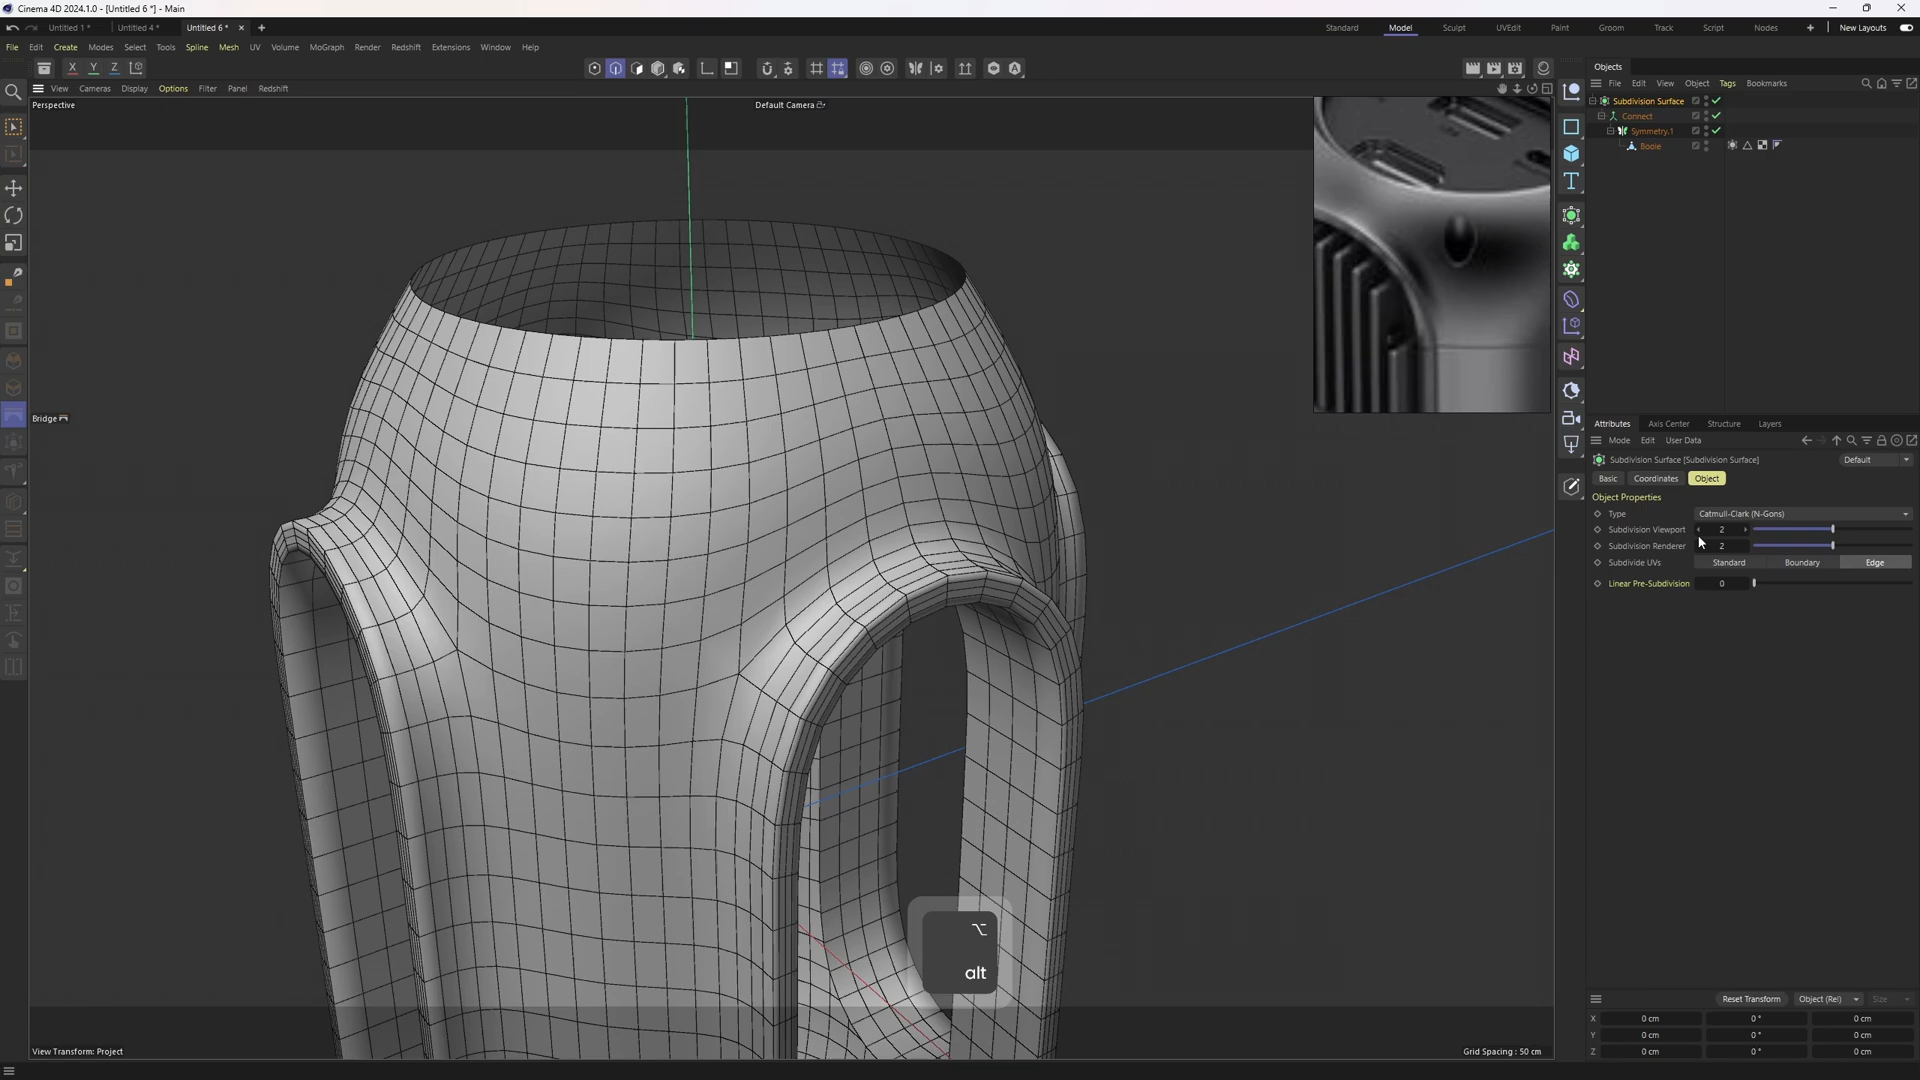 Cinema 4D 2024.1.0 - [Untitled 6 *] - Main
Untitled 1 * Untitled 4 * Untitled 6 * Standard Model Sculpt UVEdit Paint Groom Track Script Nodes New Layouts
File Edit Create Modes Select Tools Spline Mesh UV Volume MoGraph Render Redshift Extensions Window Help
X Y Z
View Cameras Display Options Filter Panel Redshift
Perspective Default Camera
Bridge
alt
View Transform: Project Grid Spacing : 50 cm
Objects
File Edit View Object Tags Bookmarks
Subdivision Surface
Connect
Symmetry.1
Boole
Attributes Axis Center Structure Layers
Mode Edit User Data
Subdivision Surface [Subdivision Surface] Default
Basic Coordinates Object
Object Properties
Type Catmull-Clark (N-Gons)
Subdivision Viewport 2
Subdivision Renderer 2
Subdivide UVs Standard Boundary Edge
Linear Pre-Subdivision 0
Reset Transform Object (Rel) Size
X 0 cm 0 ° 0 cm
Y 0 cm 0 ° 0 cm
Z 0 cm 0 ° 0 cm